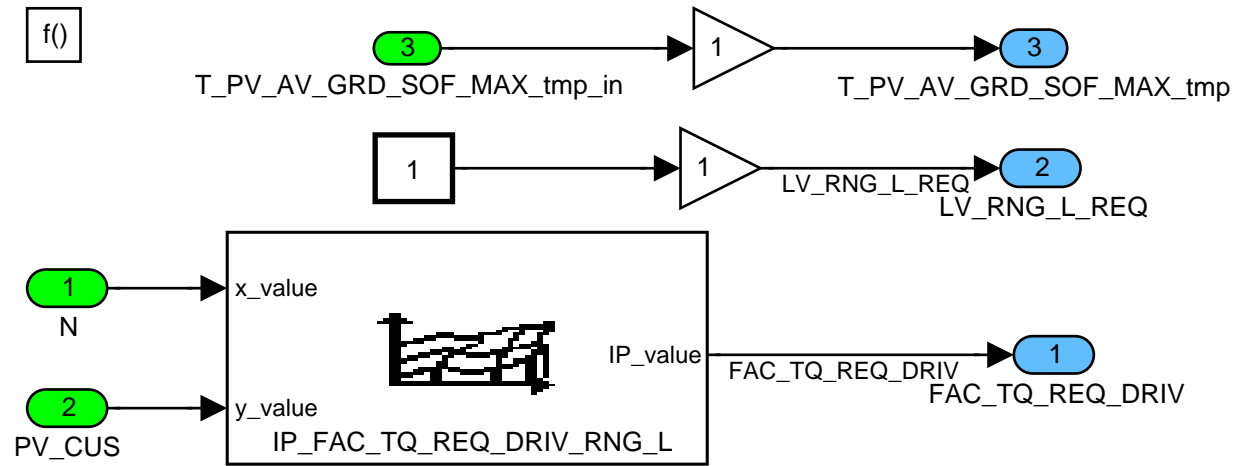 f()
3
1
3
T_PV_AV_GRD_SOF_MAX_tmp_in
T_PV_AV_GRD_SOF_MAX_tmp
1
1
LV_RNG_L_REQ
2
LV_RNG_L_REQ
1
N
x_value
IP_value
FAC_TQ_REQ_DRIV
1
FAC_TQ_REQ_DRIV
2
PV_CUS
y_value
IP_FAC_TQ_REQ_DRIV_RNG_L